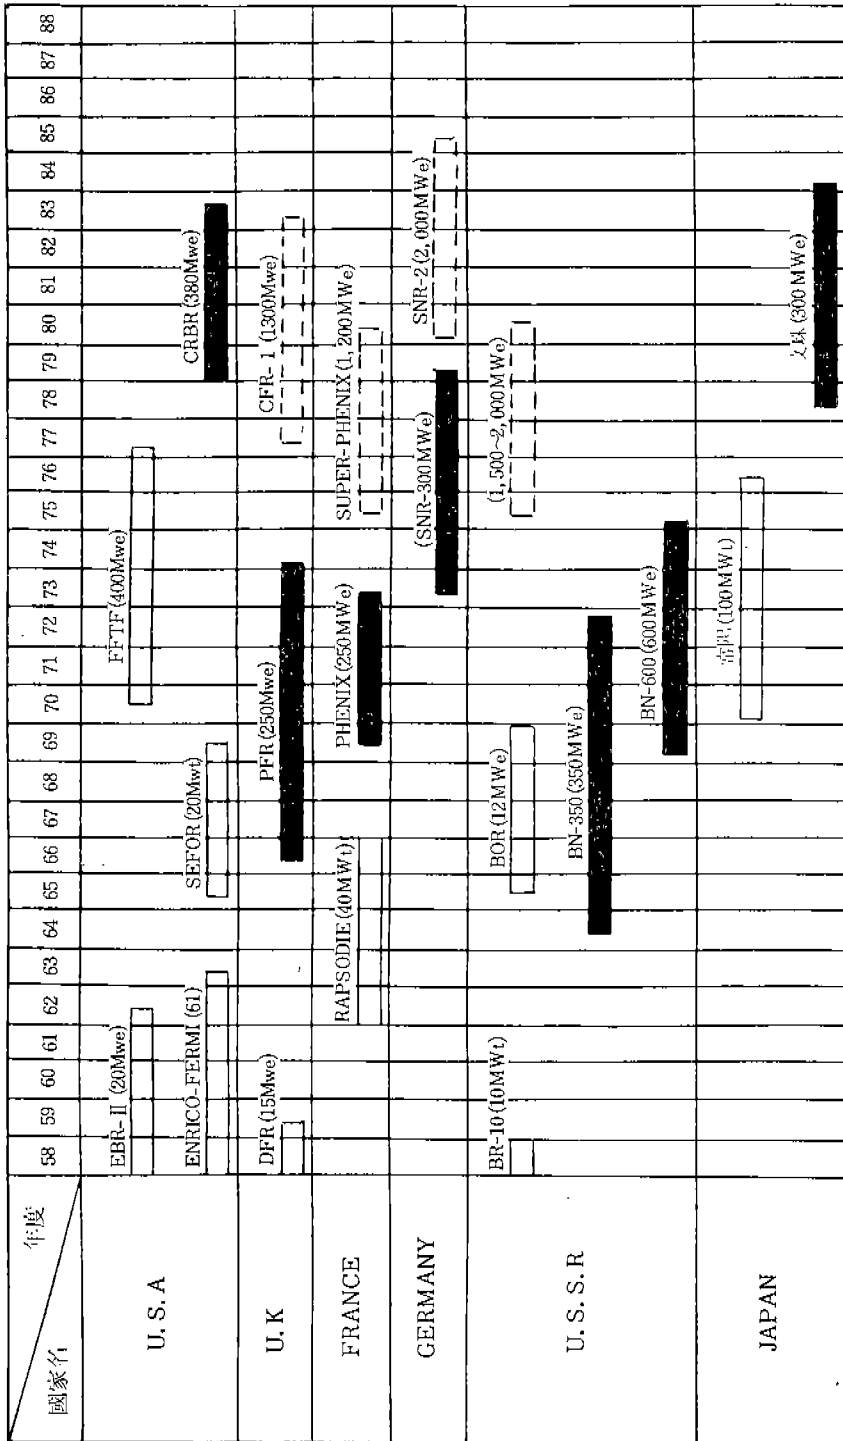 年度
國家名
58 59 60 61 62 63 64 65 66 67 68 69 70 71 72 73 74 75 76 77 78 79 80 81 82 83 84 85 86 87 88
U. S. A
EBR-II (20Mwe)
FFTF (400Mwe)
ENRICO-FERMI (61)
SEFOR (20Mwt)
CRBR (380Mwe)
U. K
DFR (15Mwe)
PFR (250Mwe)
CFR-1 (1300Mwe)
FRANCE
RAPSODIE (40MWt)
PHENIX (250MWe)
SUPER-PHENIX (1,200MWe)
GERMANY
(SNR-300MWe)
SNR-2 (2,000MWe)
U. S. S. R
BR-10 (10MWt)
BOR (12MWe)
(1,500~2,000MWe)
BN-350 (350MWe)
BN-600 (600MWe)
JAPAN
常陽 (100MWt)
文珠 (300MWe)